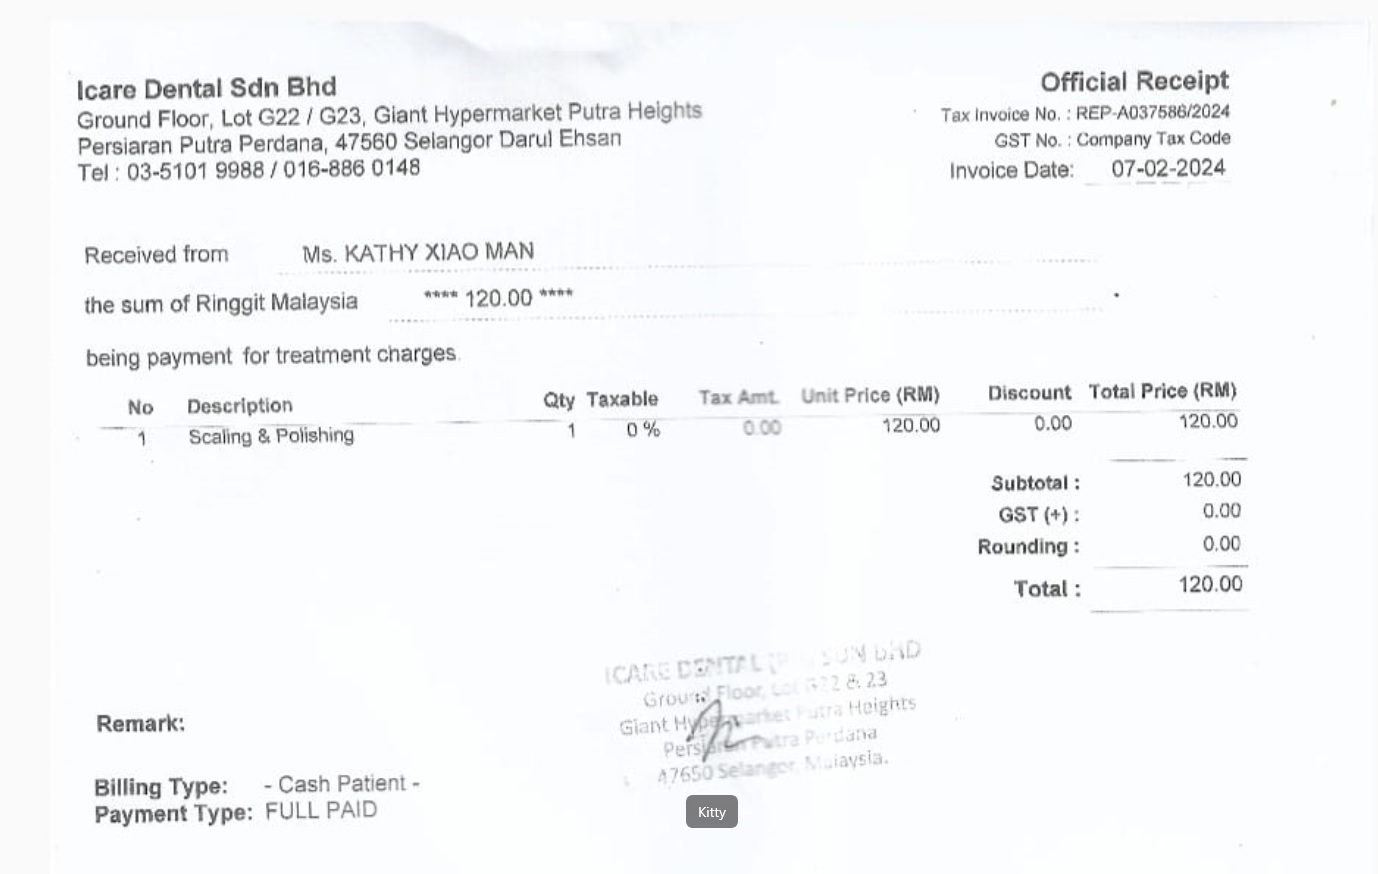 Icare Dental Sdn Bhd
Ground Floor, Lot G22 / G23, Giant Hypermarket Putra Heights
Persiaran Putra Perdana, 47560 Selangor Darul Ehsan
Tel : 03-5101 9988 / 016-886 0148
Official Receipt
Tax Invoice No. : REP-A037586/2024
GST No. : Company Tax Code
Invoice Date: 07-02-2024
Received from Ms. KATHY XIAO MAN
the sum of Ringgit Malaysia **** 120.00 ****
being payment for treatment charges.
No Description Qty Taxable Tax Amt. Unit Price (RM) Discount Total Price (RM)
1 Scaling & Polishing 1 0 % 0.00 120.00 0.00 120.00
Subtotal : 120.00
GST (+) : 0.00
Rounding : 0.00
Total : 120.00
ICARE DENTAL SDN BHD
Ground Floor, Lot G22 & 23
Giant Hypermarket Putra Heights
Persiaran Putra Perdana
47650 Selangor, Malaysia.
Remark:
Billing Type: - Cash Patient -
Payment Type: FULL PAID
Kitty